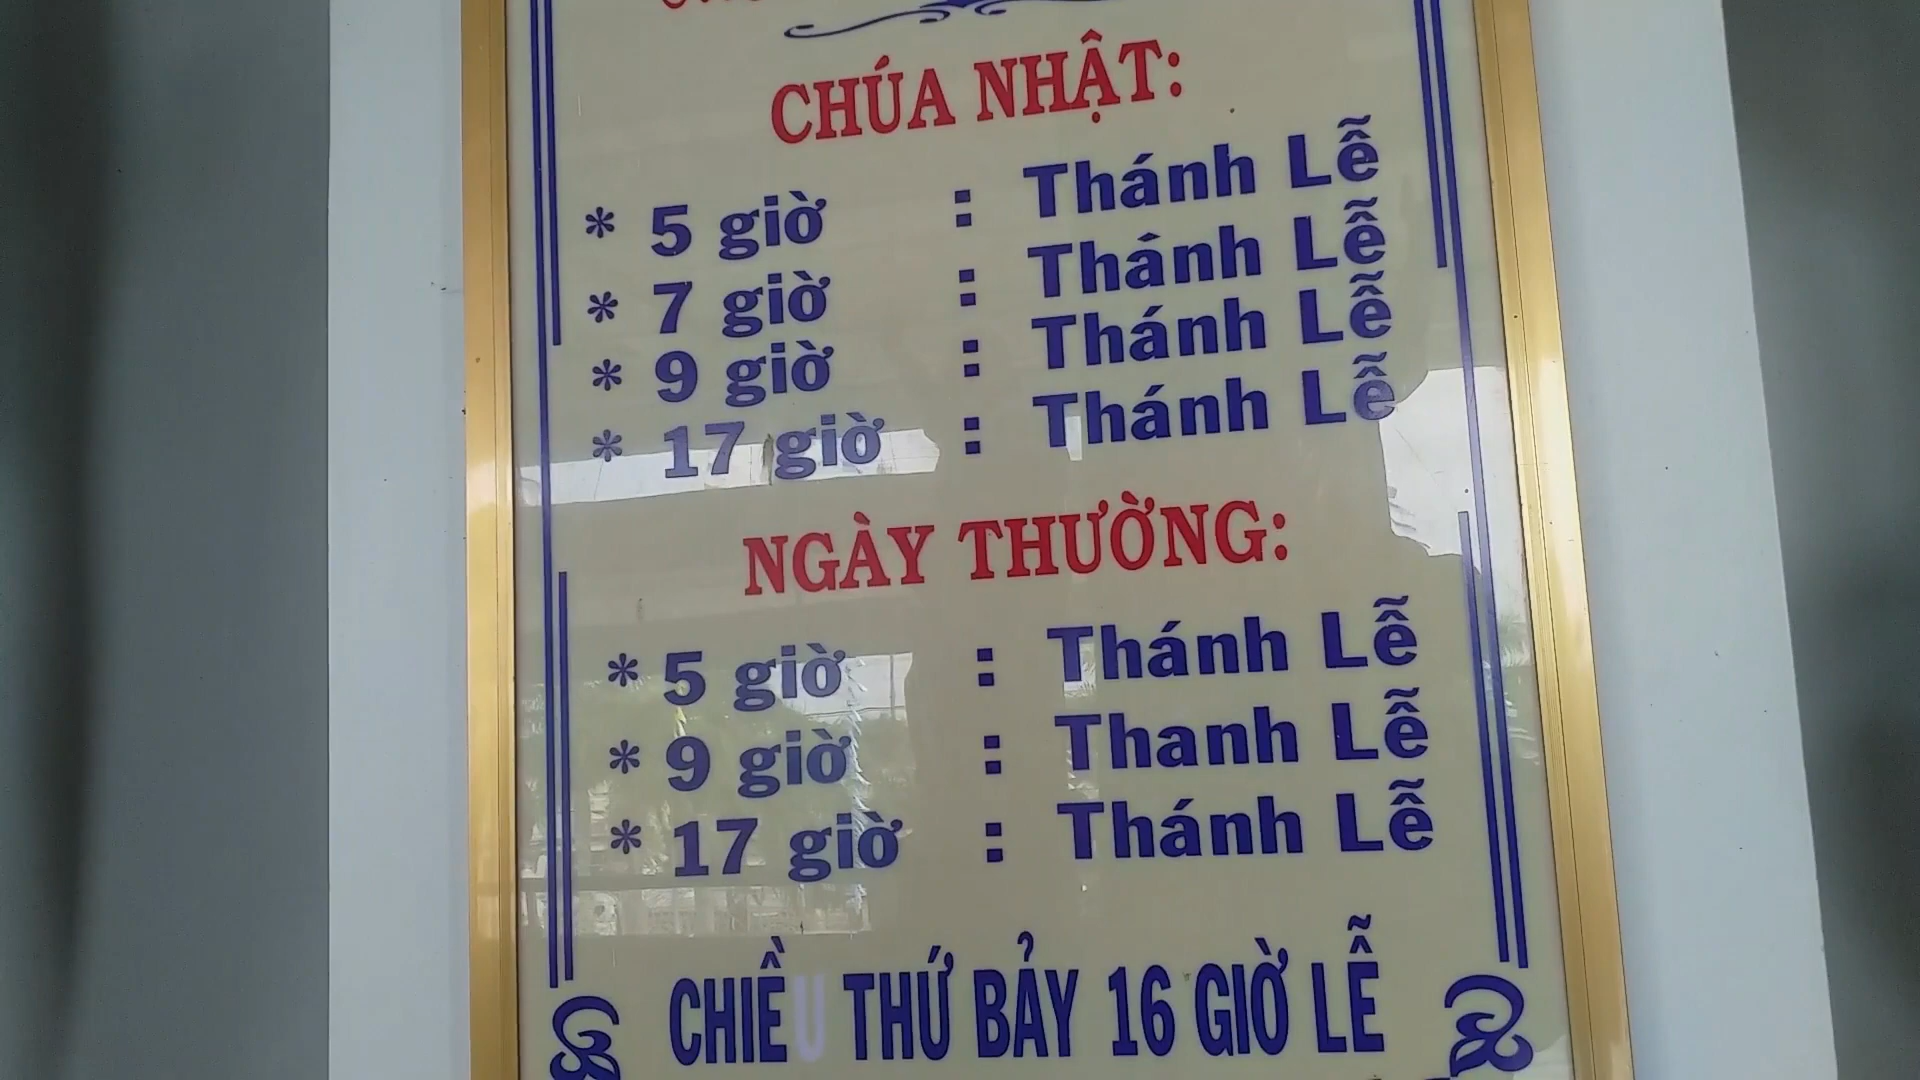 CHÚA NHẬT:
* 5 giờ : Thánh Lễ
* 7 giờ : Thánh Lễ
* 9 giờ : Thánh Lễ
* 17 giờ : Thánh Lễ
NGÀY THƯỜNG:
* 5 giờ : Thánh Lễ
* 9 giờ : Thanh Lễ
* 17 giờ : Thánh Lễ
CHIỀU THỨ BẢY 16 GIỜ LỄ